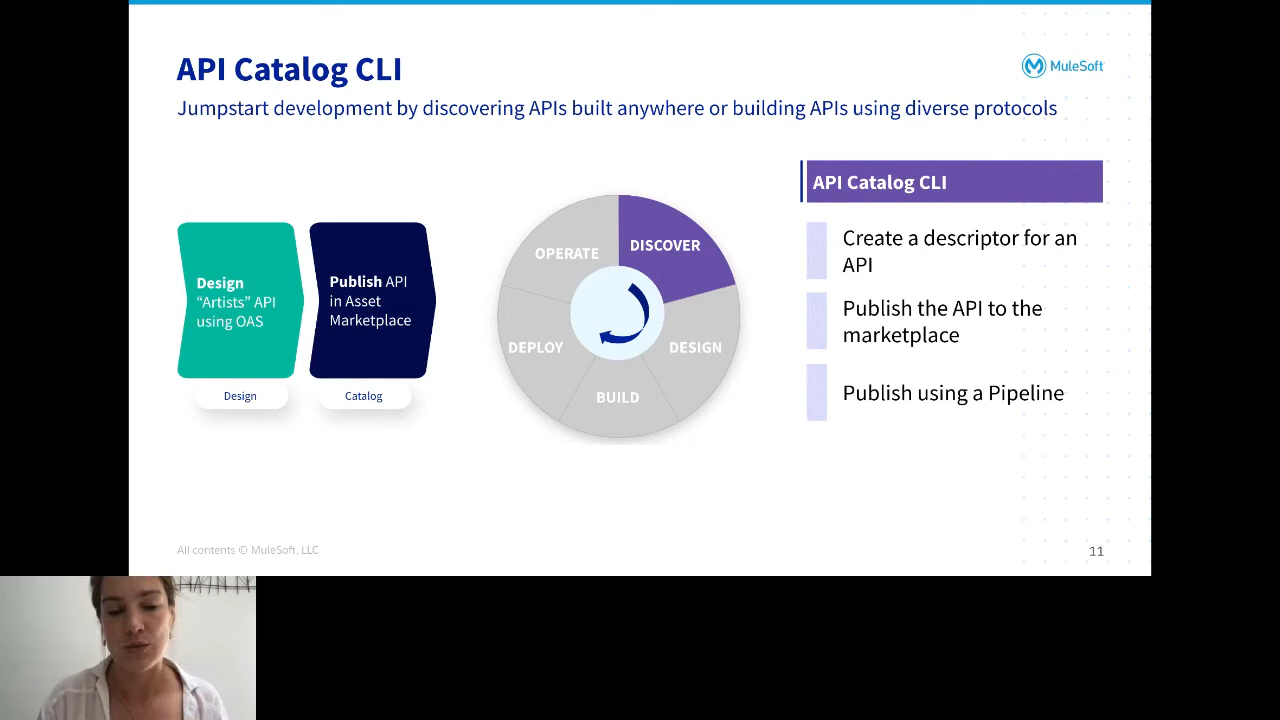 API Catalog CLI
MuleSoft
Jumpstart development by discovering APIs built anywhere or building APIs using diverse protocols
Design
“Artists” API
using OAS
Design
Publish API
in Asset
Marketplace
Catalog
OPERATE
DISCOVER
DEPLOY
DESIGN
BUILD
API Catalog CLI
Create a descriptor for an
API
Publish the API to the
marketplace
Publish using a Pipeline
All contents © MuleSoft, LLC
11